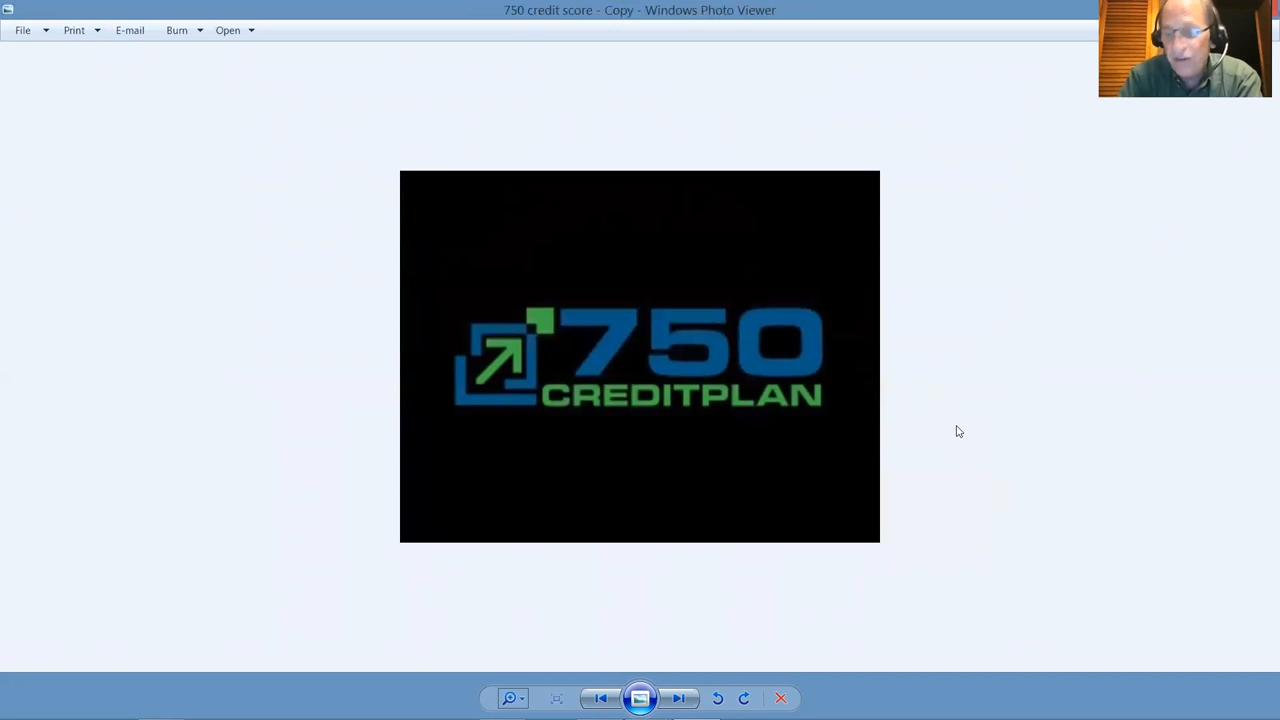 750 credit score - Copy - Windows Photo Viewer
File Print E-mail Burn Open
750
CREDITPLAN